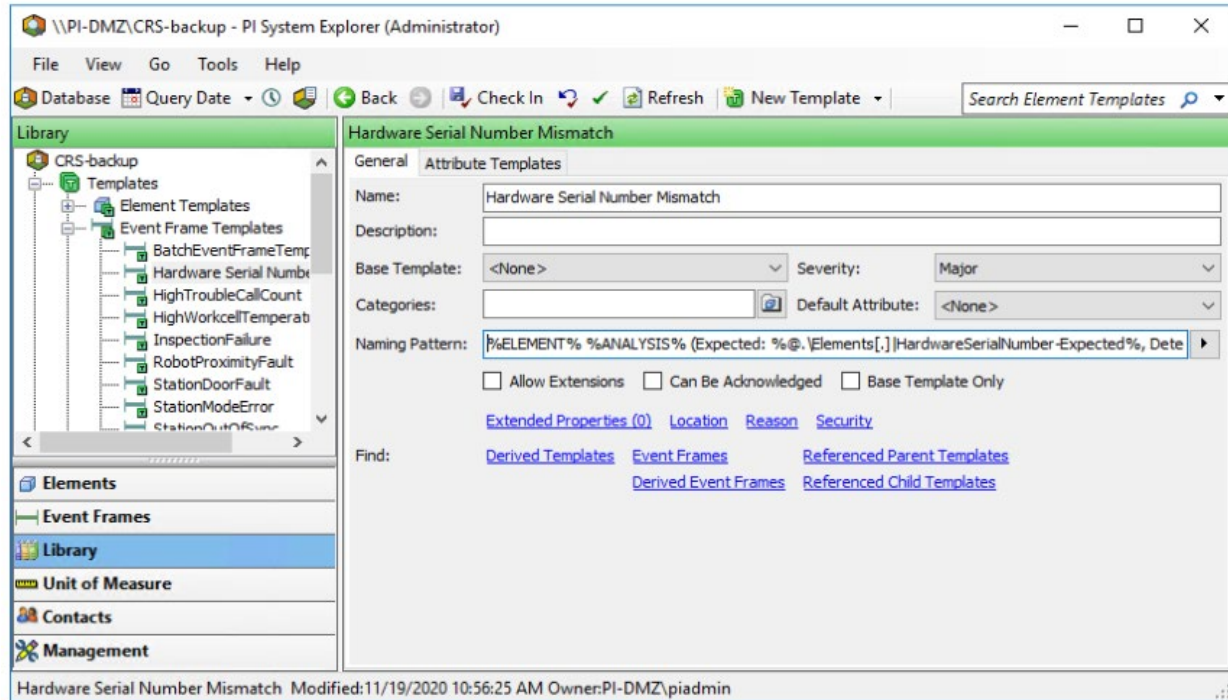 \\PI-DMZ\CRS-backup - PI System Explorer (Administrator)
File View Go Tools Help
Database Query Date Back Check In Refresh New Template Search Element Templates
Library
CRS-backup
Templates
Element Templates
Event Frame Templates
BatchEventFrameTemp
Hardware Serial Numbe
HighTroubleCallCount
HighWorkcellTemperat
InspectionFailure
RobotProximityFault
StationDoorFault
StationModeError
StationOutOfSync
Elements
Event Frames
Library
Unit of Measure
Contacts
Management
Hardware Serial Number Mismatch
General Attribute Templates
Name: Hardware Serial Number Mismatch
Description:
Base Template: <None> Severity: Major
Categories: Default Attribute: <None>
Naming Pattern: %ELEMENT% %ANALYSIS% (Expected: %@.\Elements[.]|HardwareSerialNumber-Expected%, Dete
Allow Extensions Can Be Acknowledged Base Template Only
Extended Properties (0) Location Reason Security
Find: Derived Templates Event Frames Referenced Parent Templates
Derived Event Frames Referenced Child Templates
Hardware Serial Number Mismatch Modified:11/19/2020 10:56:25 AM Owner:PI-DMZ\piadmin